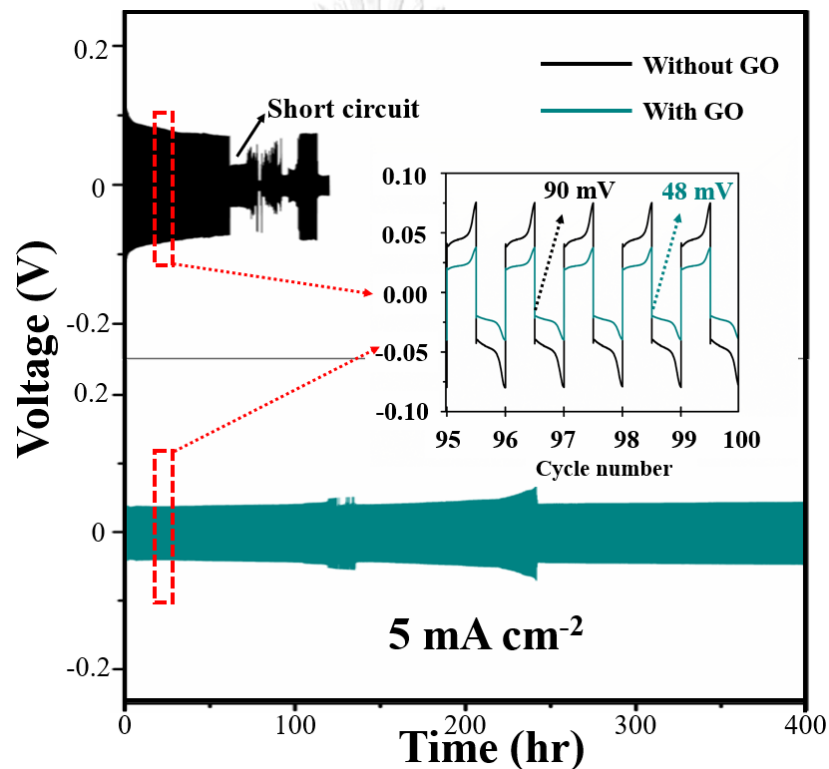 0.2
0
-0.2
0.2
0
-0.2
Voltage (V)
Short circuit
Without GO
With GO
90 mV
48 mV
0.10
0.05
0.00
-0.05
-0.10
95
96
97
98
99
100
Cycle number
5 mA cm⁻²
0
100
200
300
400
Time (hr)